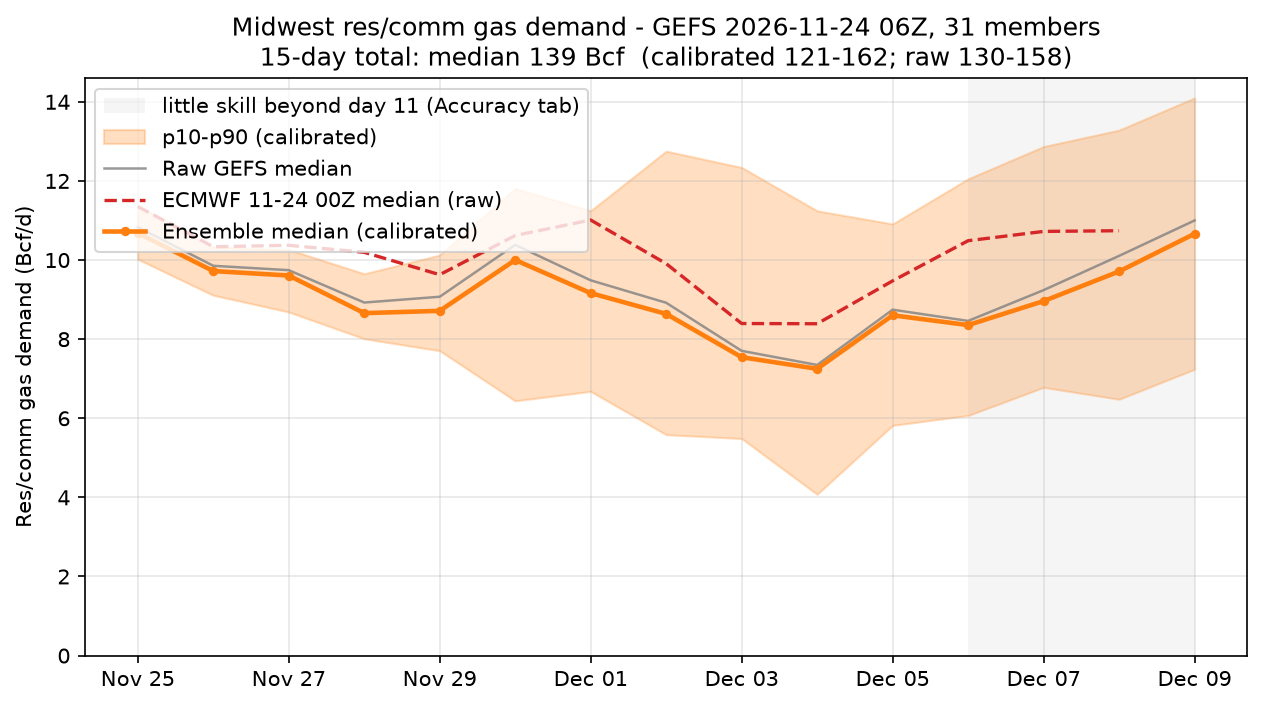 Midwest res/comm gas demand - GEFS 2026-11-24 06Z, 31 members
15-day total: median 139 Bcf  (calibrated 121-162; raw 130-158)
little skill beyond day 11 (Accuracy tab)
p10-p90 (calibrated)
Raw GEFS median
ECMWF 11-24 00Z median (raw)
Ensemble median (calibrated)
Res/comm gas demand (Bcf/d)
14
12
10
8
6
4
2
0
Nov 25
Nov 27
Nov 29
Dec 01
Dec 03
Dec 05
Dec 07
Dec 09